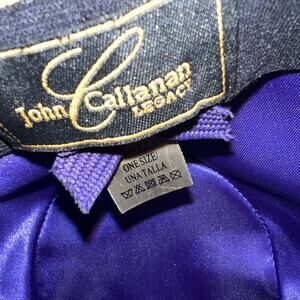 John Callanan
LEGACY
ONE SIZE
UNA TALLA